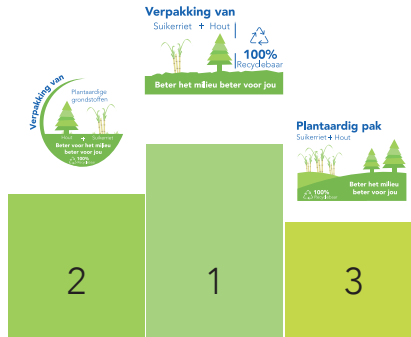 Verpakking van
Suikerriet + Hout
100%
Recyclebaar
Beter het milieu beter voor jou
Verpakking van
Plantaardige
grondstoffen
Hout + Suikerriet
Beter voor het milieu
beter voor jou
100%
Recyclebaar
Plantaardig pak
Suikerriet + Hout
Beter het milieu
beter voor jou
100%
Recyclebaar
2
1
3